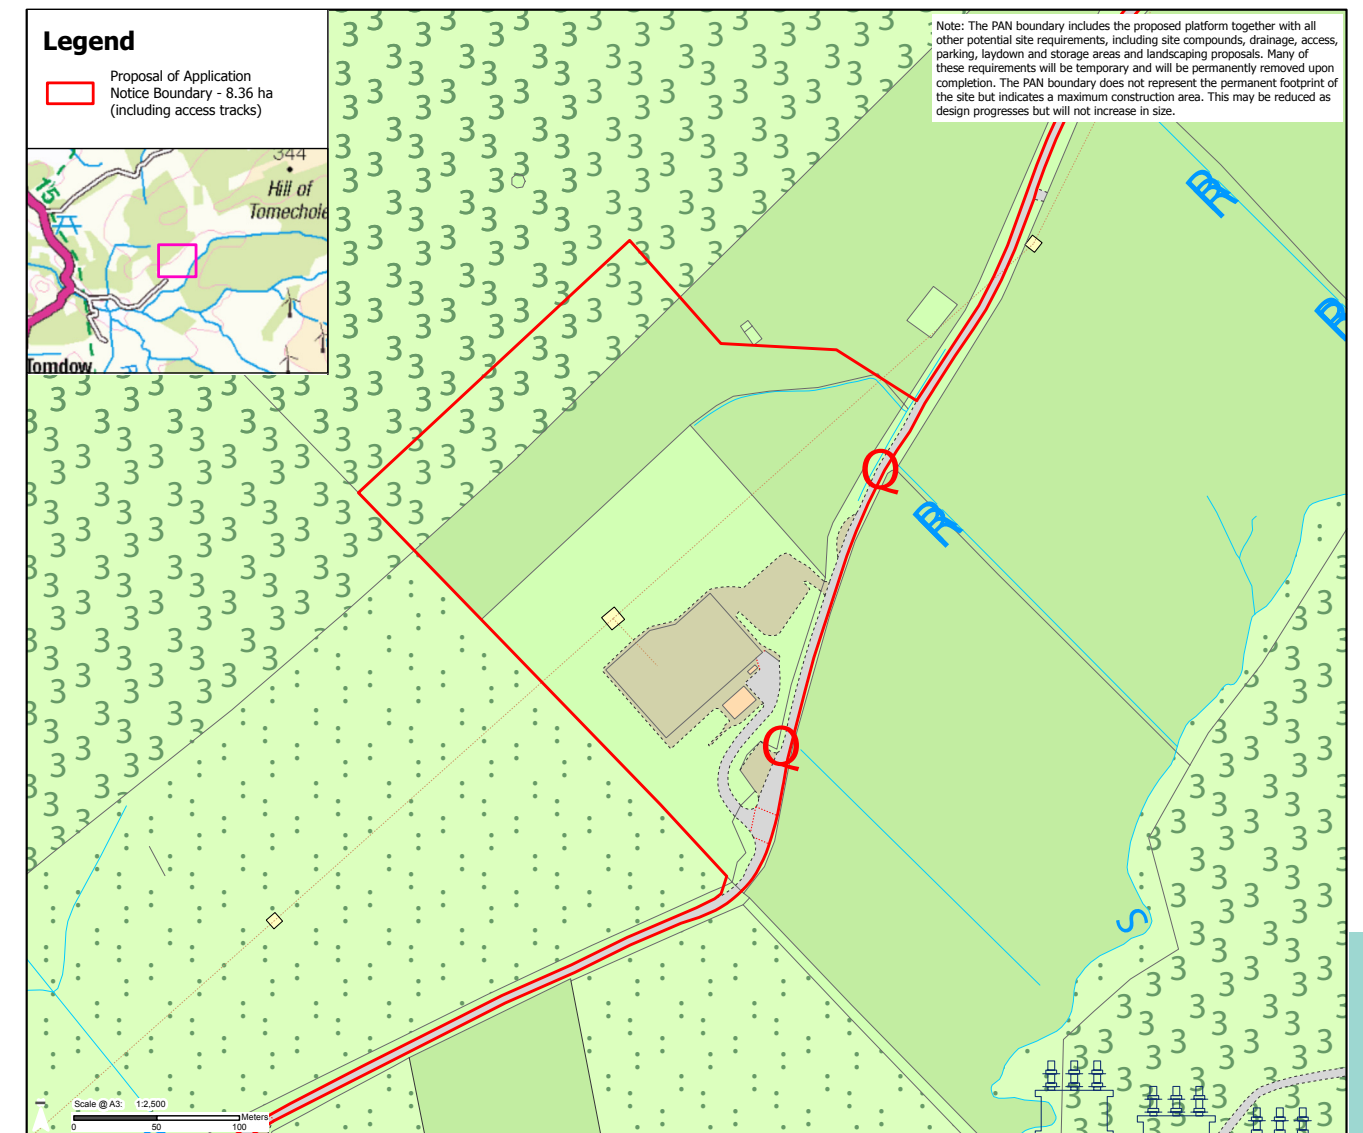 Legend
Proposal of Application
Notice Boundary - 8.36 ha
(including access tracks)
Note: The PAN boundary includes the proposed platform together with all
other potential site requirements, including site compounds, drainage, access,
parking, laydown and storage areas and landscaping proposals. Many of
these requirements will be temporary and will be permanently removed upon
completion. The PAN boundary does not represent the permanent footprint of
the site but indicates a maximum construction area. This may be reduced as
design progresses but will not increase in size.
344
Hill of
Tomechole
15
Tomdow
Scale @ A3: 1:2,500
Meters
0 50 100